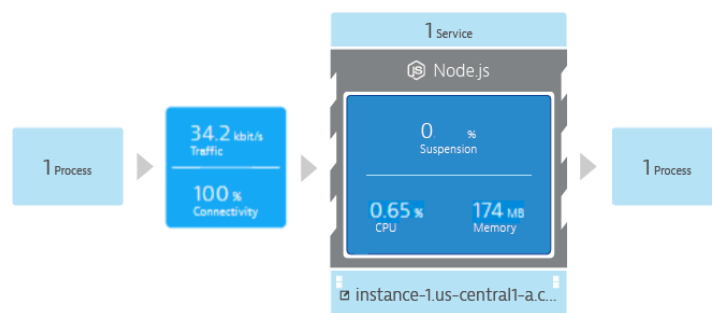 1 Service
JS Node.js
34.2 kbit/s
Traffic
100 %
Connectivity
1 Process
0. %
Suspension
0.65 %
CPU
174 MB
Memory
1 Process
instance-1.us-central1-a.c...